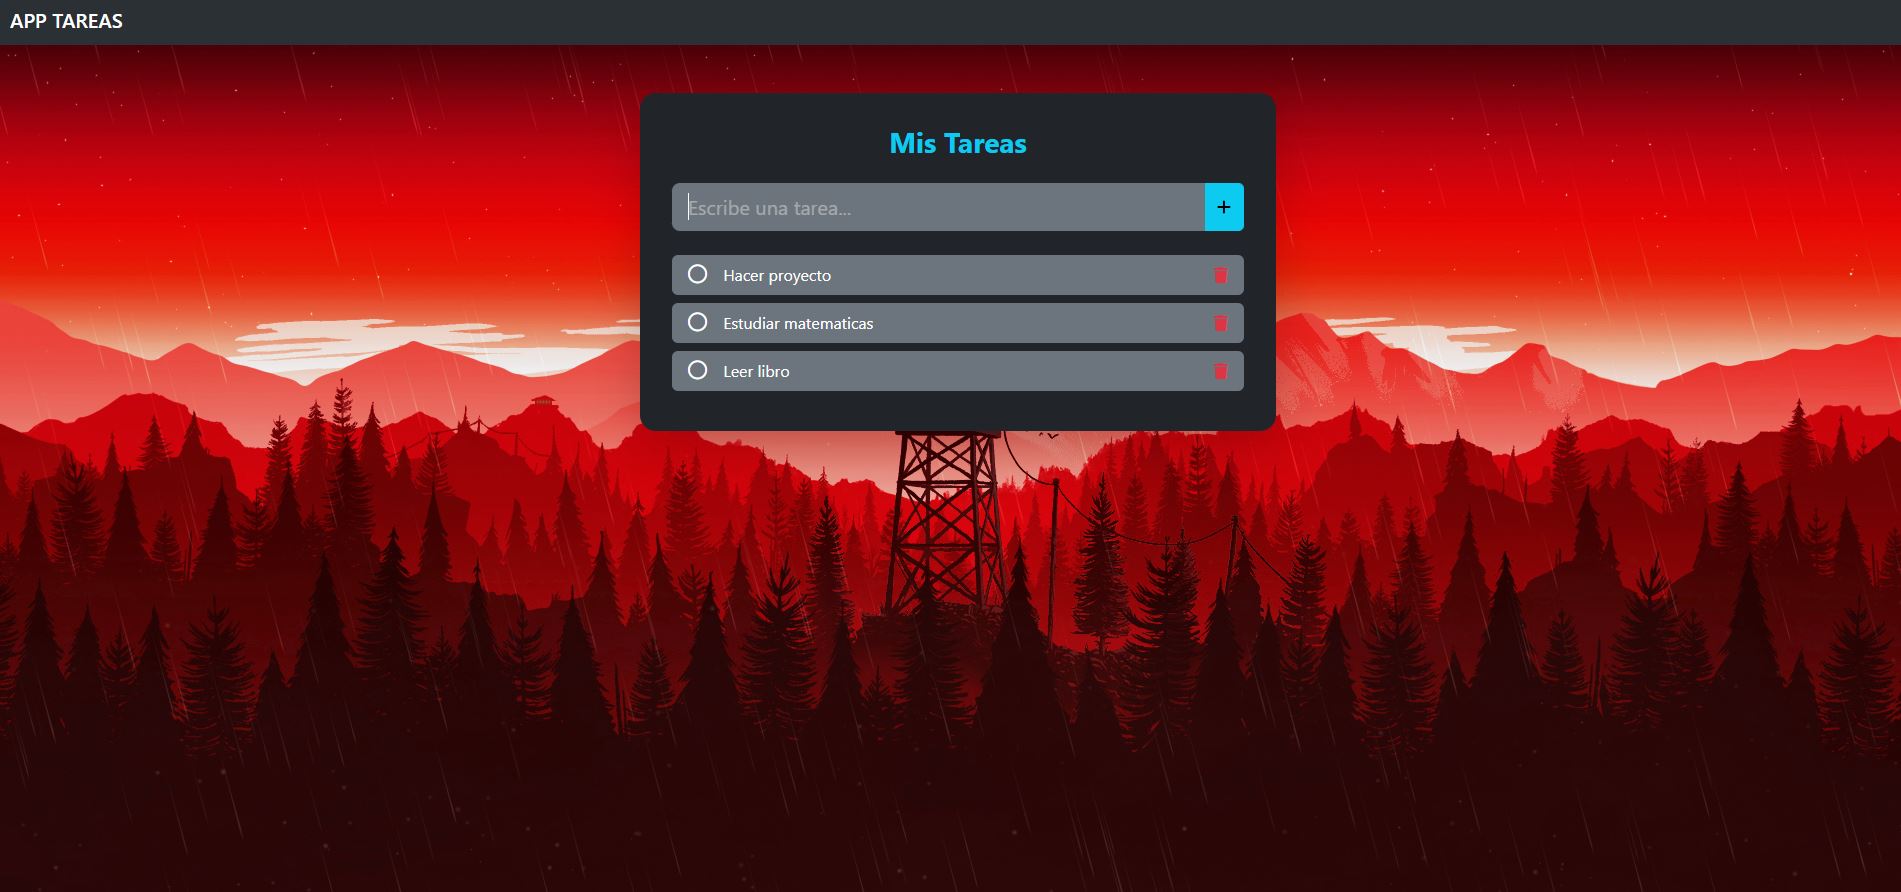 APP TAREAS
Mis Tareas
Escribe una tarea...
+
Hacer proyecto
Estudiar matematicas
Leer libro